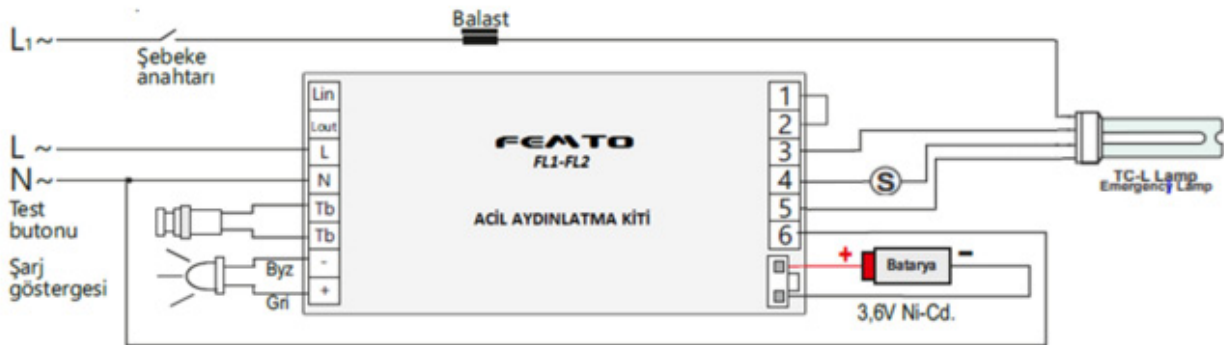 Balast
L1~
Şebeke
anahtarı
Lin
Lout
L ~
L
N~
N
Test
butonu
Tb
Tb
Şarj
göstergesi
Byz
-
Gri
+
FEMTO
FL1-FL2
ACİL AYDINLATMA KİTİ
1
2
3
4
5
6
S
TC-L Lamp
Emergency Lamp
+
Batarya
-
3,6V Ni-Cd.